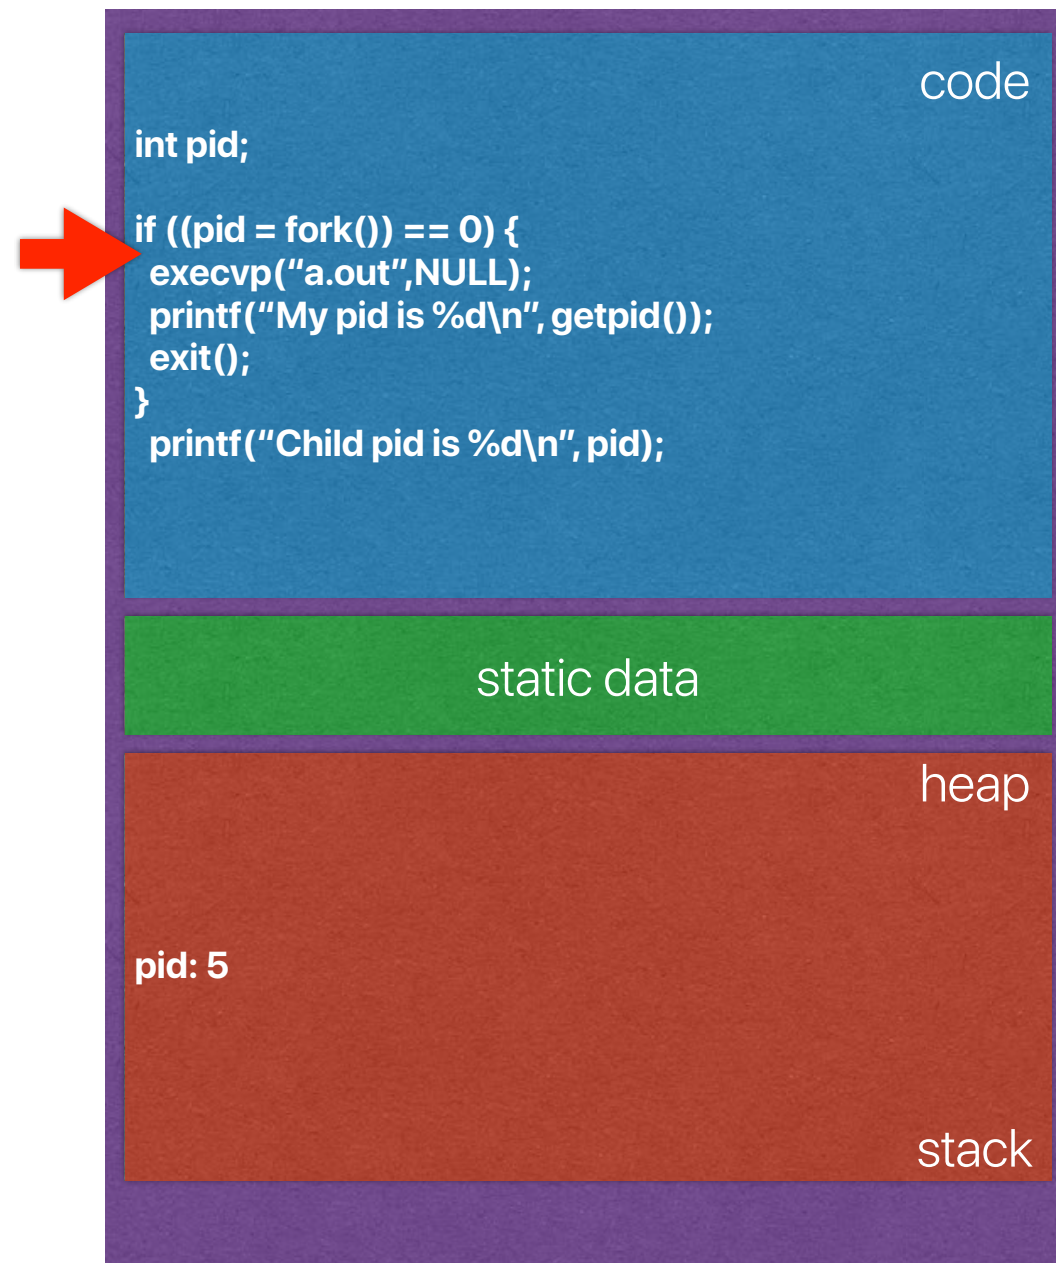 code
int pid;
if ((pid = fork()) == 0) {
execvp(“a.out”,NULL);
printf(“My pid is %d\n”, getpid());
exit();
}
printf(“Child pid is %d\n”, pid);
static data
heap
pid: 5
stack